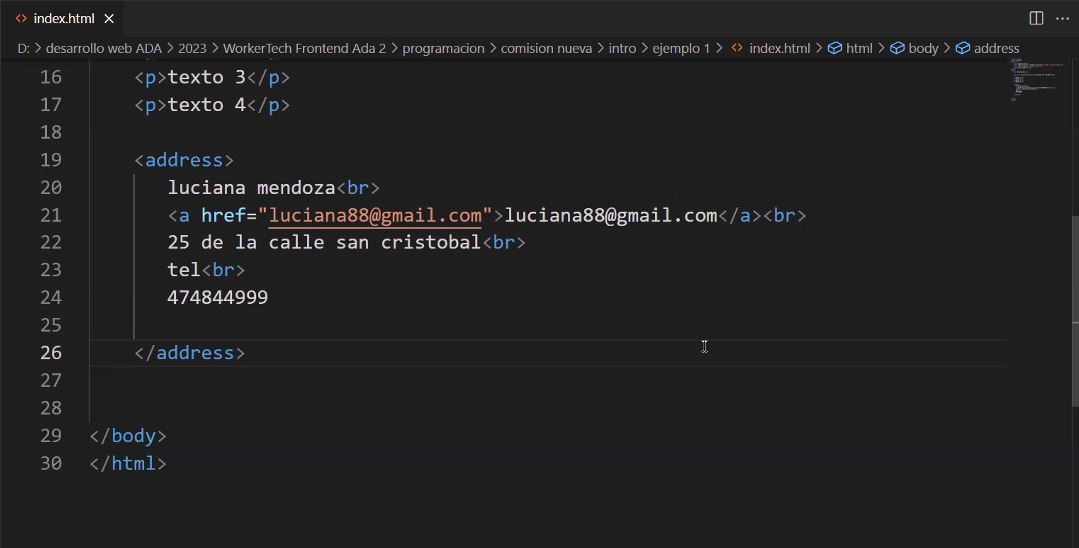 index.html
D: > desarrollo web ADA > 2023 > WorkerTech Frontend Ada 2 > programacion > comision nueva > intro > ejemplo 1 > index.html > html > body > address
16 <p>texto 3</p>
17 <p>texto 4</p>
18
19 <address>
20 luciana mendoza<br>
21 <a href="luciana88@gmail.com">luciana88@gmail.com</a><br>
22 25 de la calle san cristobal<br>
23 tel<br>
24 474844999
25
26 </address>
27
28
29 </body>
30 </html>